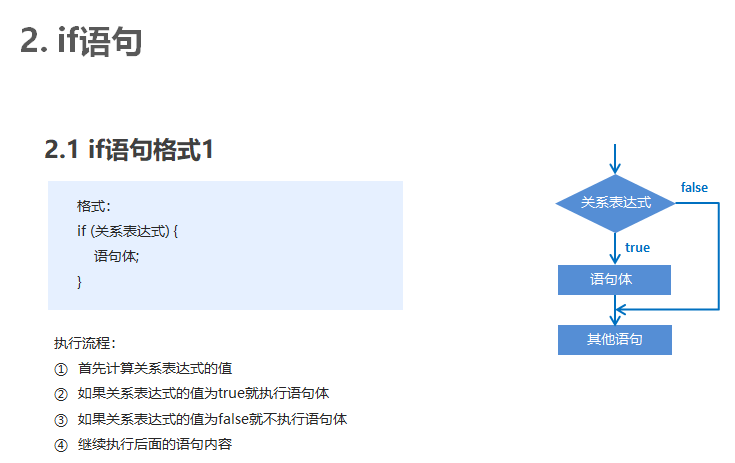 2. if语句
2.1 if语句格式1
格式：
if (关系表达式) {
语句体;
}
执行流程：
① 首先计算关系表达式的值
② 如果关系表达式的值为true就执行语句体
③ 如果关系表达式的值为false就不执行语句体
④ 继续执行后面的语句内容
关系表达式
false
true
语句体
其他语句